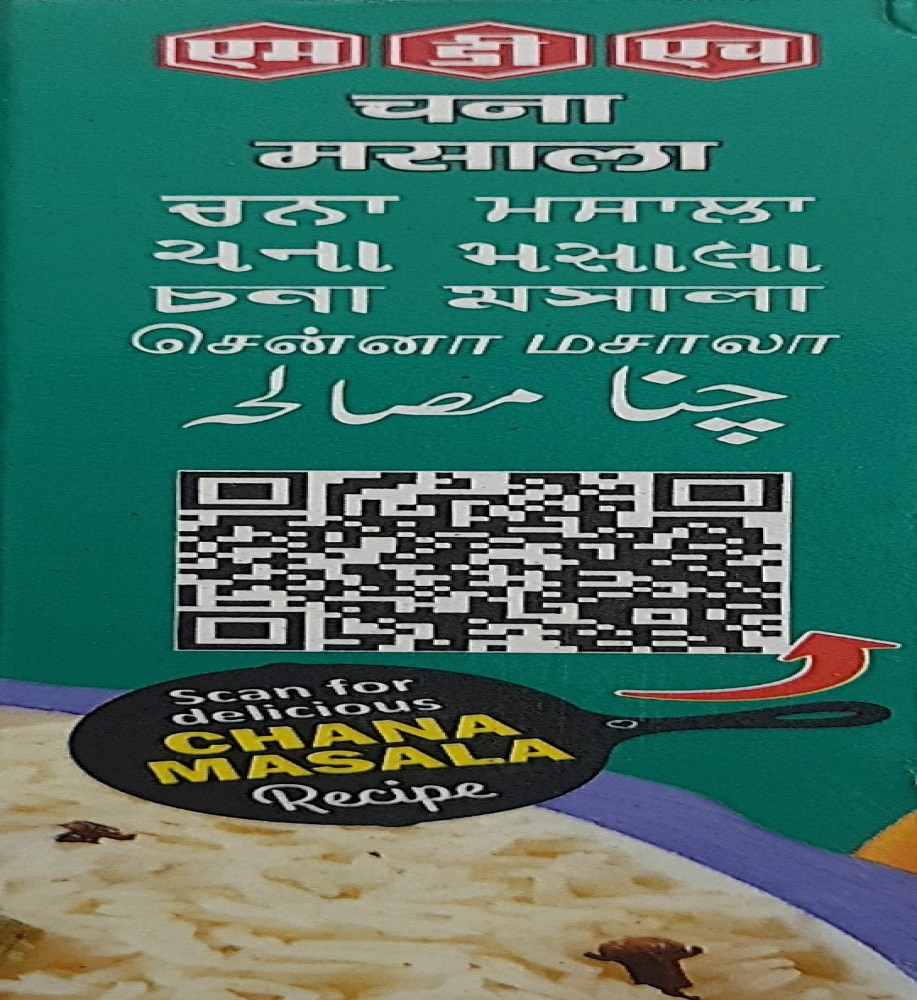 एम डी एच
चना
मसाला
ਚਨਾ ਮਸਾਲਾ
ચના મસાલા
চনা মসালা
சென்னா மசாலா
چنا مصالحہ
Scan for
delicious
CHANA
MASALA
Recipe